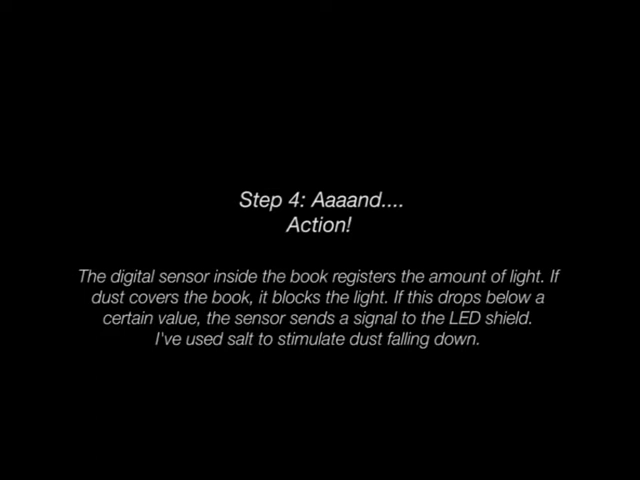 Step 4: Aaaand....
Action!
The digital sensor inside the book registers the amount of light. If
dust covers the book, it blocks the light. If this drops below a
certain value, the sensor sends a signal to the LED shield.
I've used salt to stimulate dust falling down.